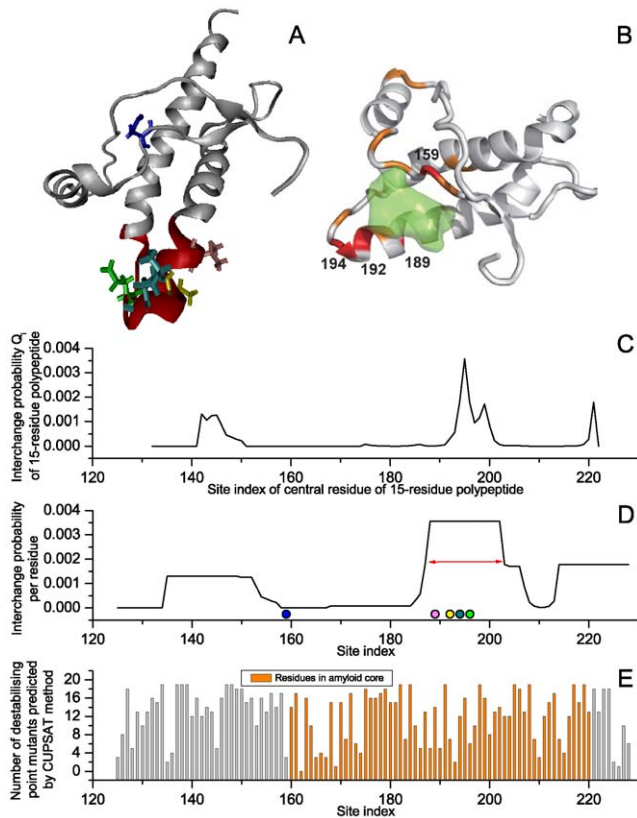 A
B
159
194
192
189
C
Interchange probability Qi
of 15-residue polypeptide
0.004
0.003
0.002
0.001
0.000
120 140 160 180 200 220
Site index of central residue of 15-residue polypeptide
D
Interchange probability
per residue
0.004
0.003
0.002
0.001
0.000
120 140 160 180 200 220
Site index
E
Number of destabilising
point mutants predicted
by CUPSAT method
Residues in amyloid core
20
16
12
8
4
0
120 140 160 180 200 220
Site index